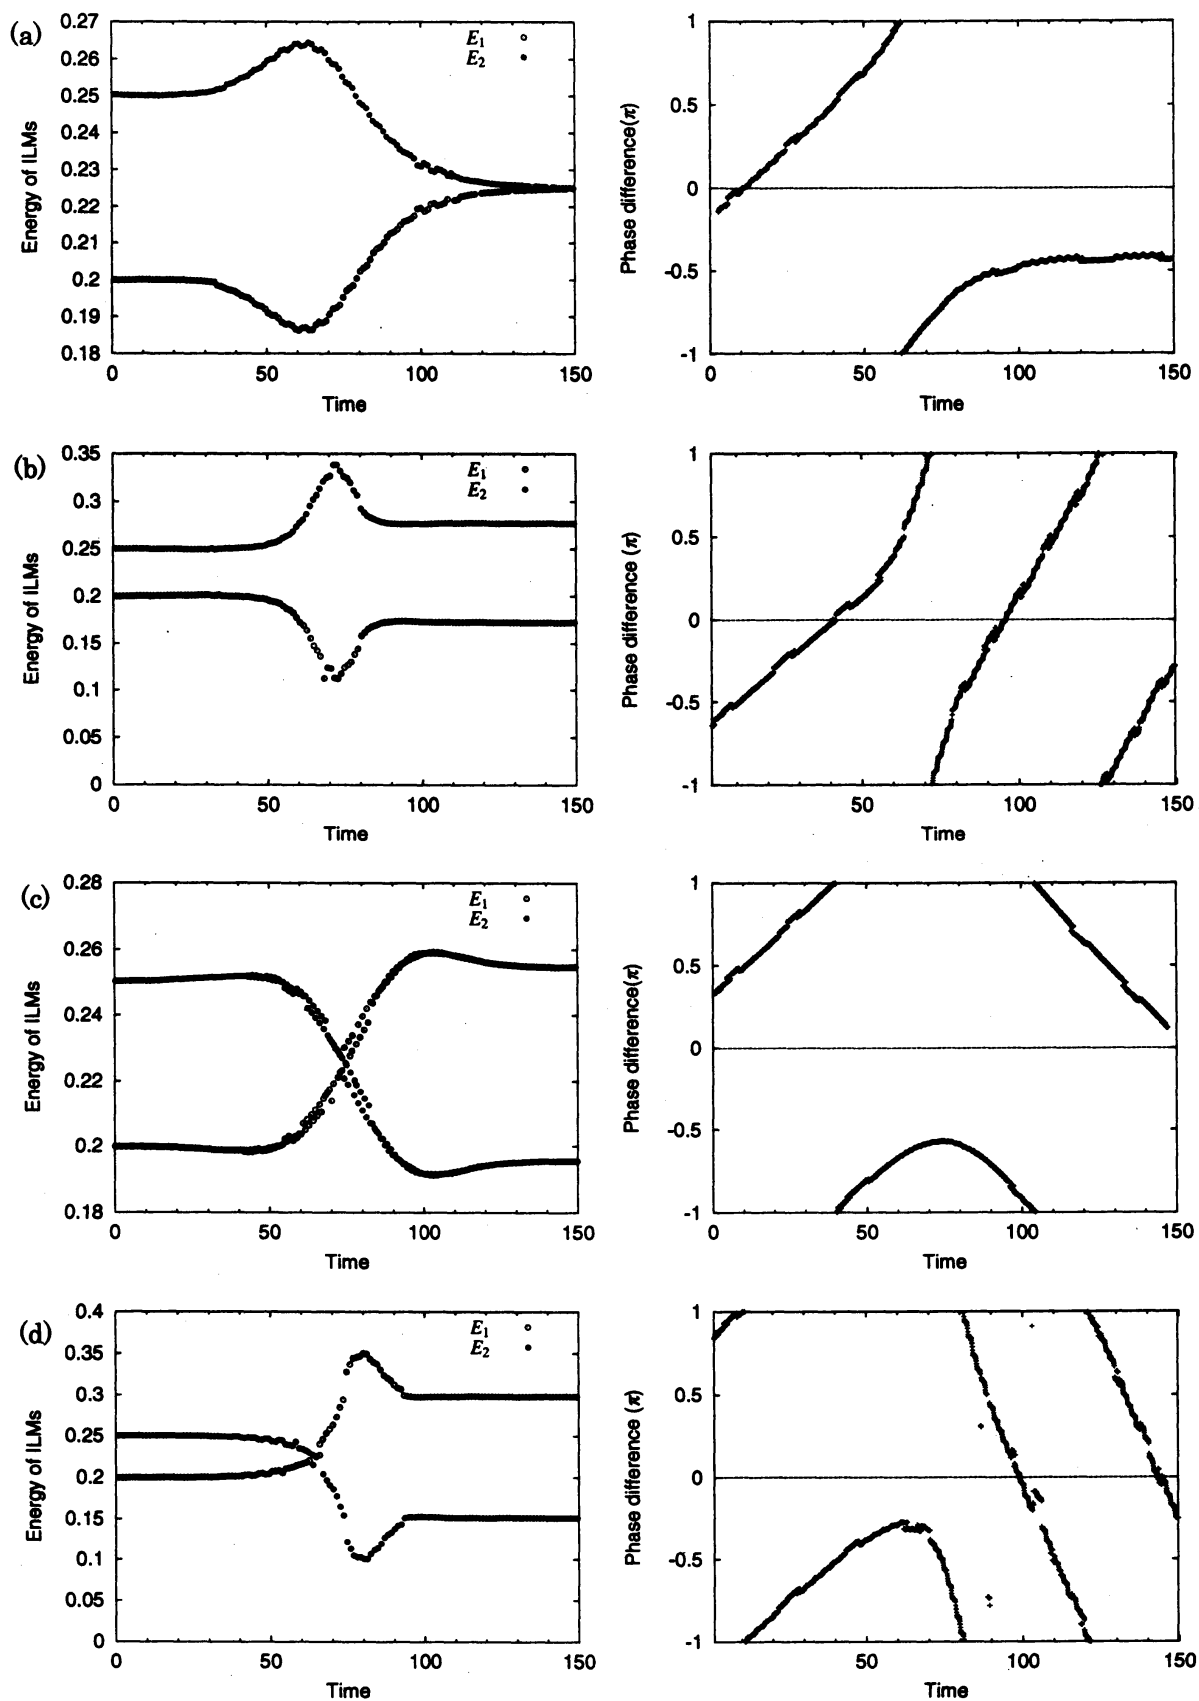 (a)
0.27
0.26
0.25
0.24
0.23
0.22
0.21
0.2
0.19
0.18
Energy of ILMs
E1
E2
0 50 100 150
Time
1
0.5
0
-0.5
-1
Phase difference(π)
0 50 100 150
Time
(b)
0.35
0.3
0.25
0.2
0.15
0.1
0.05
0
Energy of ILMs
E1
E2
0 50 100 150
Time
1
0.5
0
-0.5
-1
Phase difference (π)
0 50 100 150
Time
(c)
0.28
0.26
0.24
0.22
0.2
0.18
Energy of ILMs
E1
E2
0 50 100 150
Time
1
0.5
0
-0.5
-1
Phase difference(π)
0 50 100 150
Time
(d)
0.4
0.35
0.3
0.25
0.2
0.15
0.1
0.05
0
Energy of ILMs
E1
E2
0 50 100 150
Time
1
0.5
0
-0.5
-1
Phase difference (π)
0 50 100 150
Time